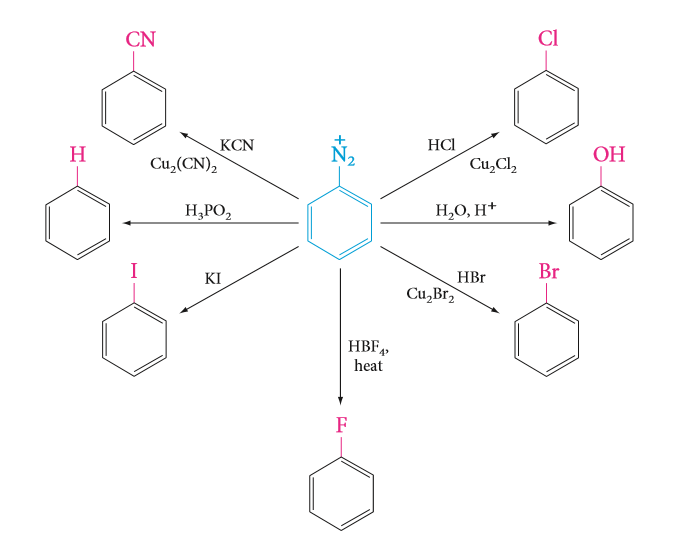 CN
Cl
KCN
Cu₂(CN)₂
HCl
Cu₂Cl₂
H
N₂⁺
OH
H₃PO₂
H₂O, H⁺
I
KI
HBr
Cu₂Br₂
Br
HBF₄,
heat
F